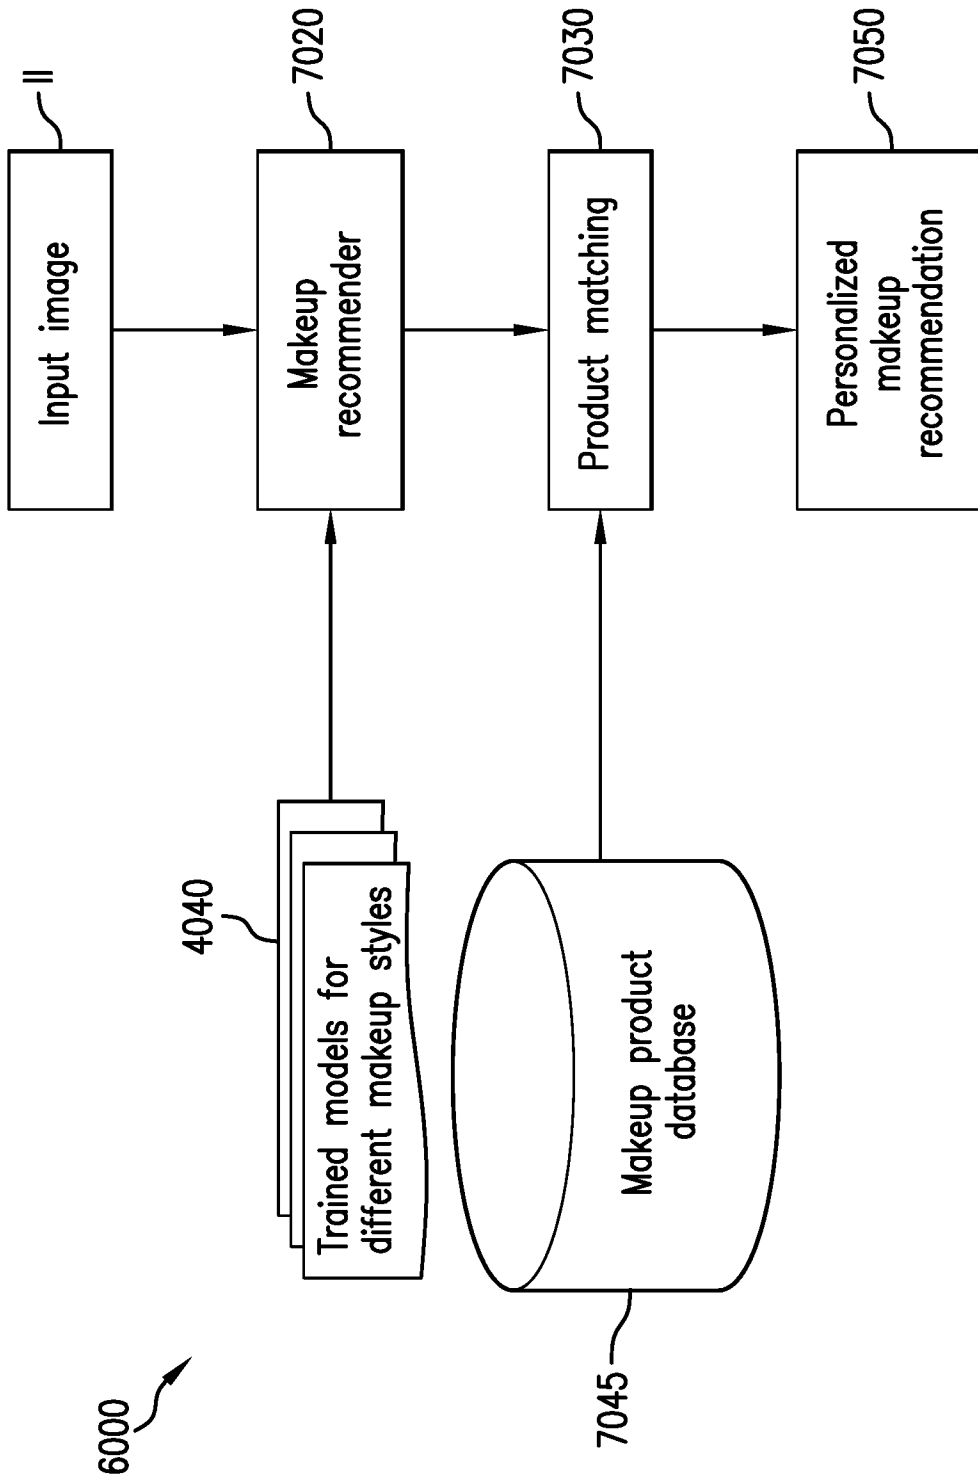 6000
4040
Trained models for
different makeup styles
7045
Makeup product
database
Input image
II
Makeup
recommender
7020
Product matching
7030
Personalized
makeup
recommendation
7050